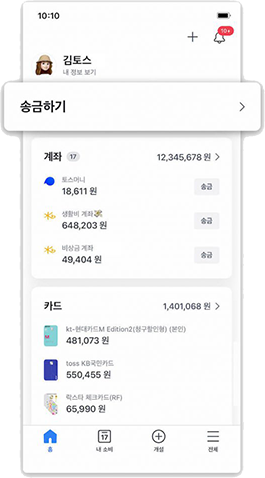 10:10
10+
김토스
내 정보 보기
송금하기
계좌 17
12,345,678 원
토스머니
18,611 원
송금
생활비 계좌💸
648,203 원
송금
비상금 계좌
49,404 원
송금
카드
1,401,068 원
kt-현대카드M Edition2(청구할인형) (본인)
481,073 원
toss KB국민카드
550,455 원
락스타 체크카드(RF)
65,990 원
17
홈
내 소비
개설
전체